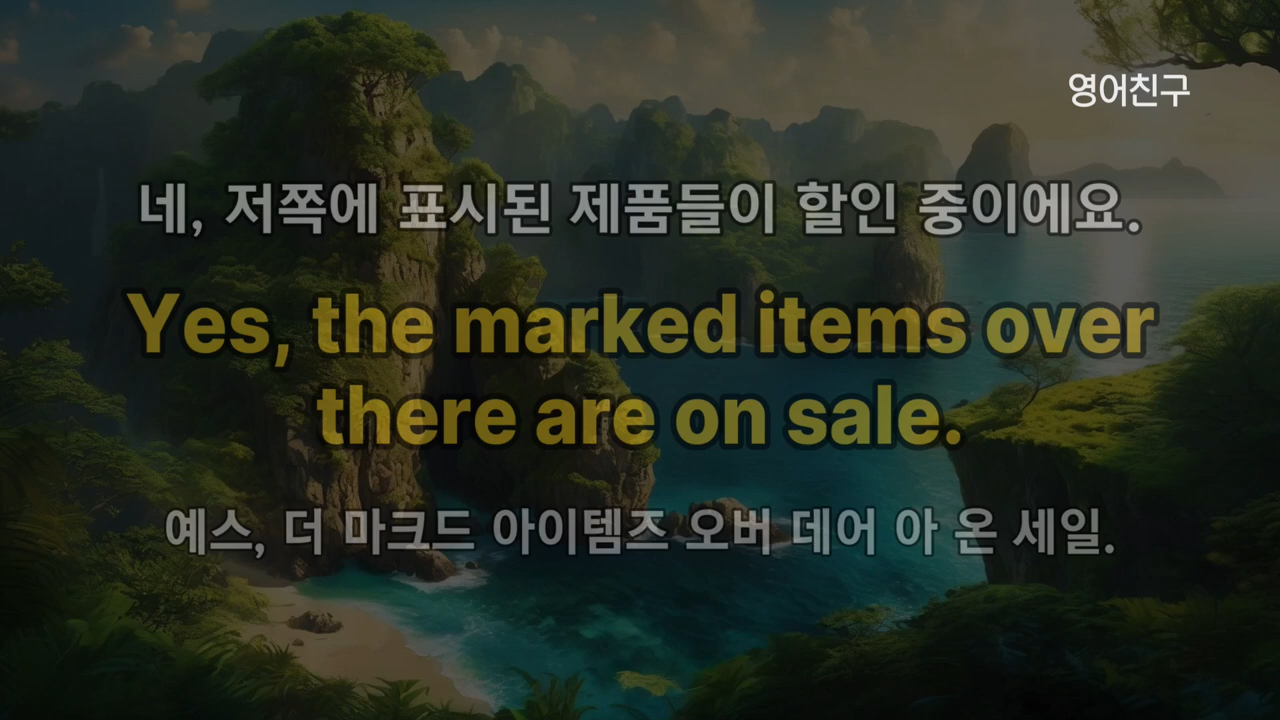 영어친구
네, 저쪽에 표시된 제품들이 할인 중이에요.
Yes, the marked items over
there are on sale.
예스, 더 마크드 아이템즈 오버 데어 아 온 세일.